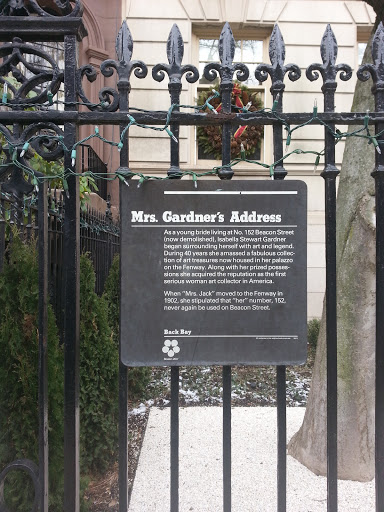 Mrs. Gardner's Address
As a young bride living at No. 152 Beacon Street
(now demolished), Isabella Stewart Gardner
began surrounding herself with art and legend.
During 40 years she amassed a fabulous collec-
tion of art treasures now housed in her palazzo
on the Fenway. Along with her prized posses-
sions she acquired the reputation as the first
serious woman art collector in America.
When "Mrs. Jack" moved to the Fenway in
1902, she stipulated that "her" number, 152,
never again be used on Beacon Street.
Back Bay